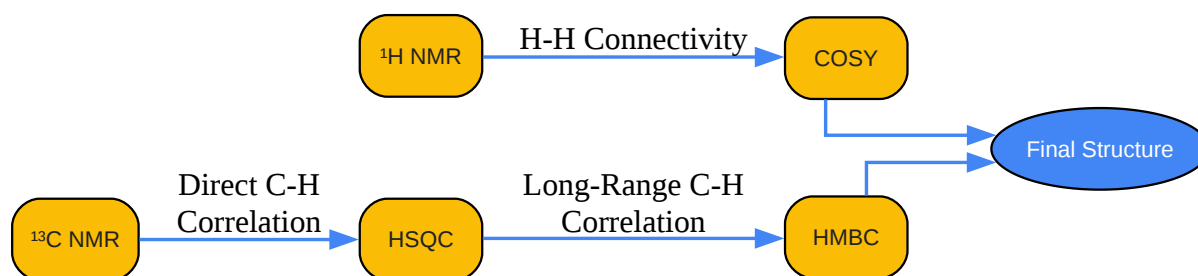 ¹H NMR
H-H Connectivity
COSY
Final Structure
¹³C NMR
Direct C-H
Correlation
HSQC
Long-Range C-H
Correlation
HMBC